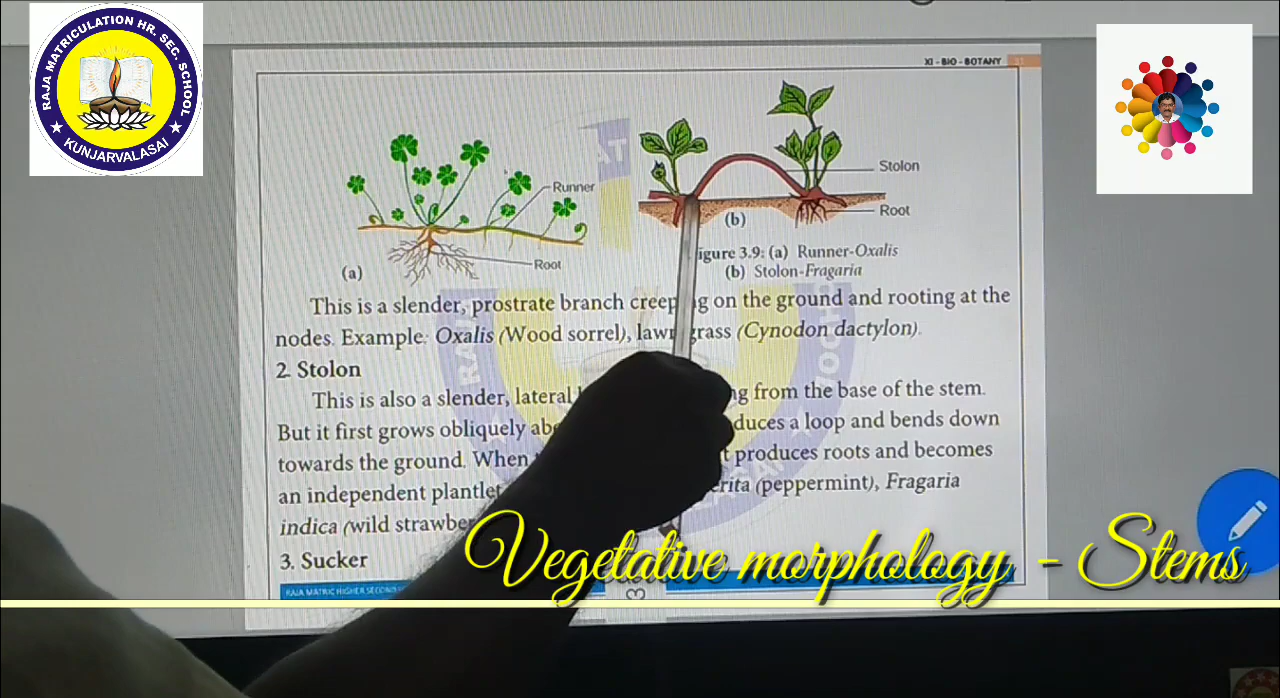 RAJA MATRICULATION HR. SEC. SCHOOL
KUNJARVALASAI
XI - BIO - BOTANY
Runner
Root
(a)
Stolon
Root
(b)
igure 3.9: (a) Runner-Oxalis
(b) Stolon-Fragaria
This is a slender, prostrate branch creep g on the ground and rooting at the
nodes. Example: Oxalis (Wood sorrel), lawn grass (Cynodon dactylon).
2. Stolon
This is also a slender, lateral from the base of the stem.
But it first grows obliquely duces a loop and bends down
towards the ground. When produces roots and becomes
an independent plantlet (peppermint), Fragaria
indica (wild
3. Sucker
RAJA MATRIC HIGHER
Vegetative morphology - Stems